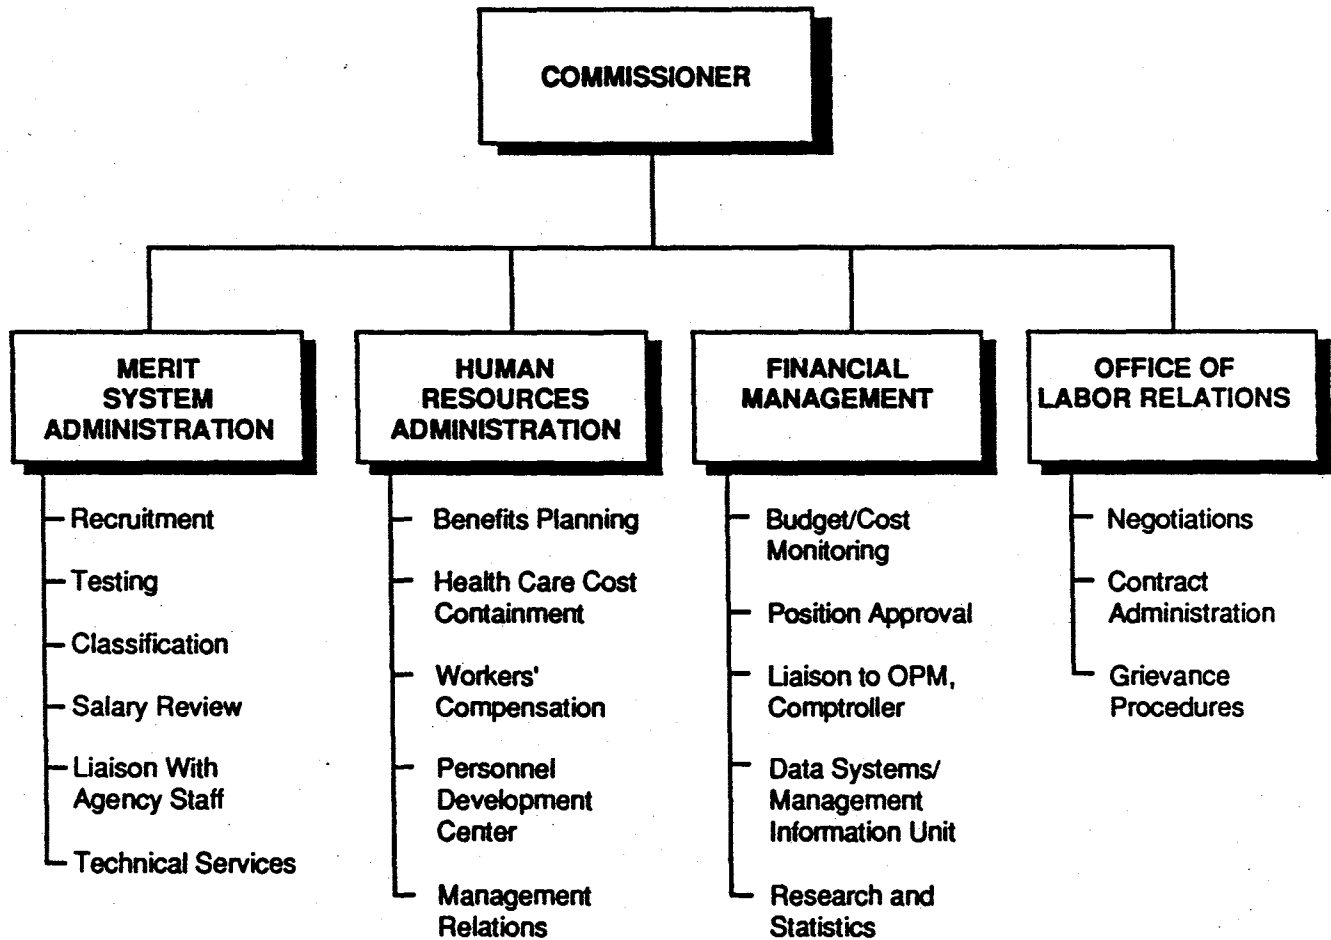 COMMISSIONER
MERIT
SYSTEM
ADMINISTRATION
Recruitment
Testing
Classification
Salary Review
Liaison With
Agency Staff
Technical Services
HUMAN
RESOURCES
ADMINISTRATION
Benefits Planning
Health Care Cost
Containment
Workers'
Compensation
Personnel
Development
Center
Management
Relations
FINANCIAL
MANAGEMENT
Budget/Cost
Monitoring
Position Approval
Liaison to OPM,
Comptroller
Data Systems/
Management
Information Unit
Research and
Statistics
OFFICE OF
LABOR RELATIONS
Negotiations
Contract
Administration
Grievance
Procedures